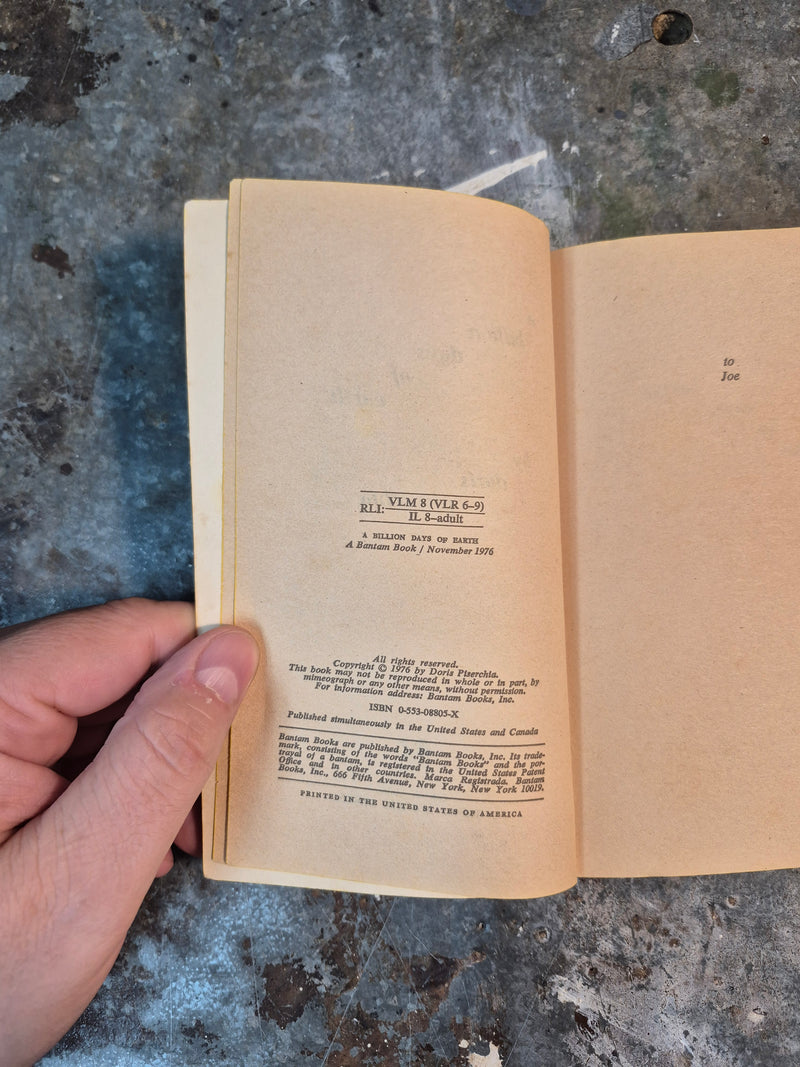 RLI: VLM 8 (VLR 6–9)
IL 8–adult
A BILLION DAYS OF EARTH
A Bantam Book / November 1976
All rights reserved.
Copyright © 1976 by Doris Piserchia.
This book may not be reproduced in whole or in part, by
mimeograph or any other means, without permission.
For information address: Bantam Books, Inc.
ISBN 0-553-08805-X
Published simultaneously in the United States and Canada
Bantam Books are published by Bantam Books, Inc. Its trade-
mark, consisting of the words "Bantam Books" and the por-
trayal of a bantam, is registered in the United States Patent
Office and in other countries. Marca Registrada. Bantam
Books, Inc., 666 Fifth Avenue, New York, New York 10019.
PRINTED IN THE UNITED STATES OF AMERICA
to
Joe